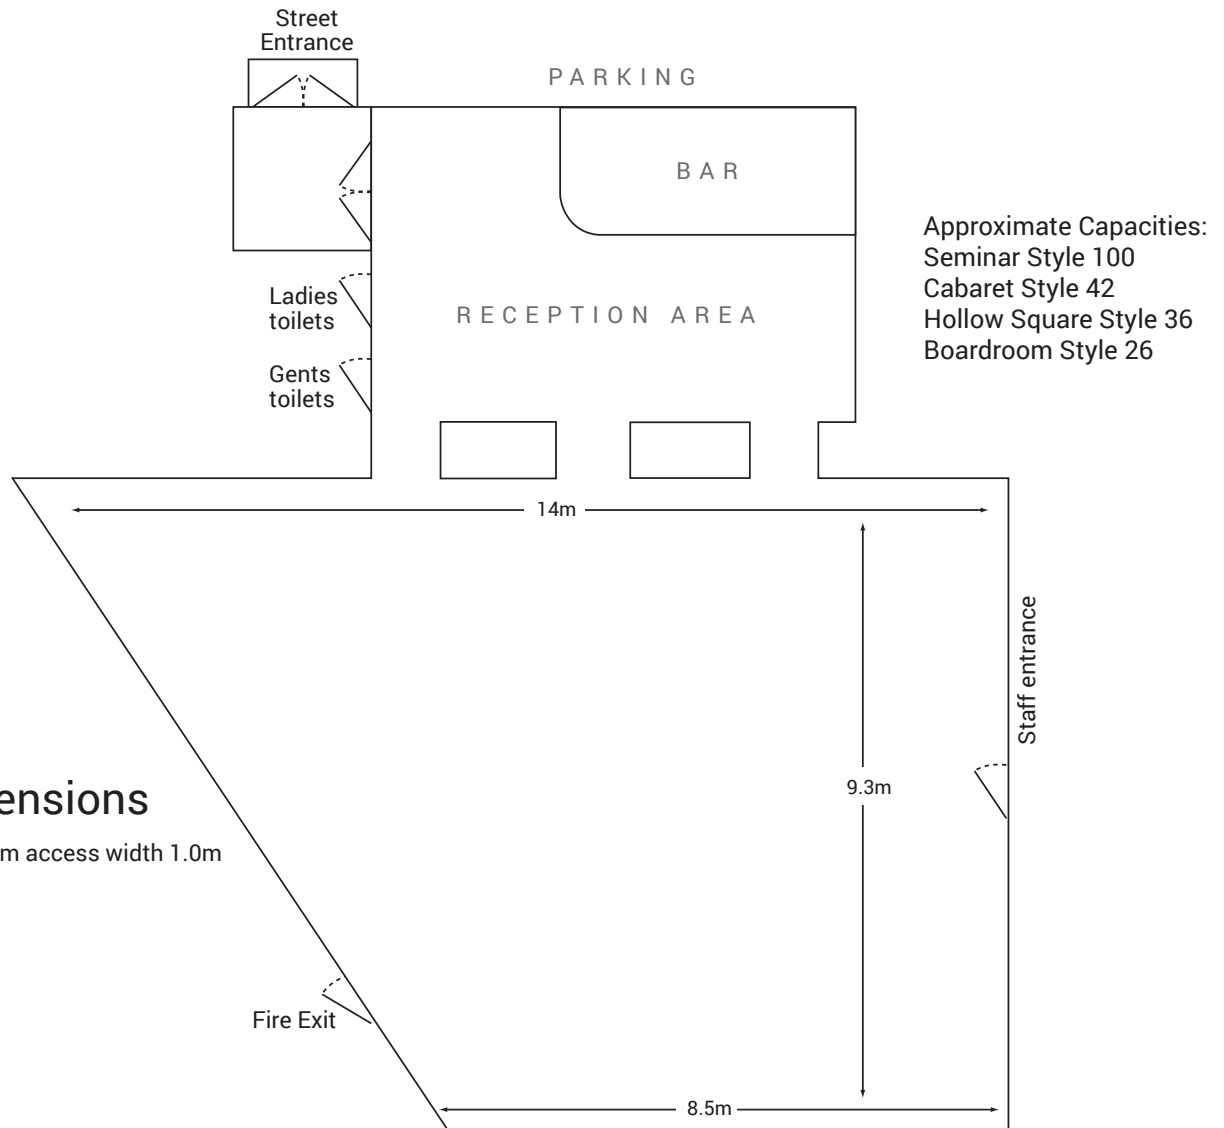 Street
Entrance
PARKING
BAR
Approximate Capacities:
Seminar Style 100
Cabaret Style 42
Hollow Square Style 36
Boardroom Style 26
Ladies
toilets
RECEPTION AREA
Gents
toilets
14m
Staff entrance
9.3m
ensions
m access width 1.0m
Fire Exit
8.5m